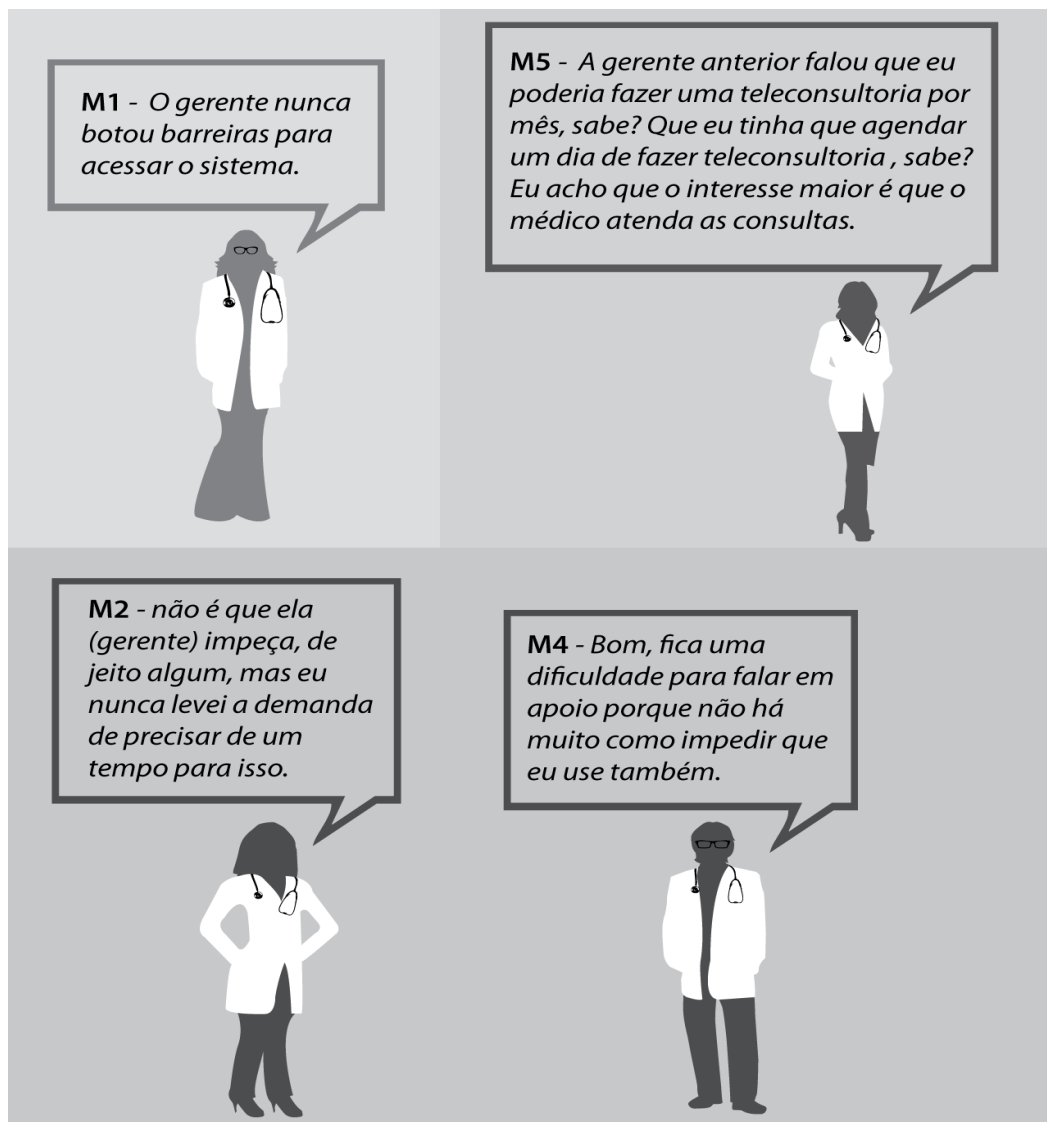 M1 - O gerente nunca
botou barreiras para
acessar o sistema.
M5 - A gerente anterior falou que eu
poderia fazer uma teleconsultoria por
mês, sabe? Que eu tinha que agendar
um dia de fazer teleconsultoria , sabe?
Eu acho que o interesse maior é que o
médico atenda as consultas.
M2 - não é que ela
(gerente) impeça, de
jeito algum, mas eu
nunca levei a demanda
de precisar de um
tempo para isso.
M4 - Bom, fica uma
dificuldade para falar em
apoio porque não há
muito como impedir que
eu use também.